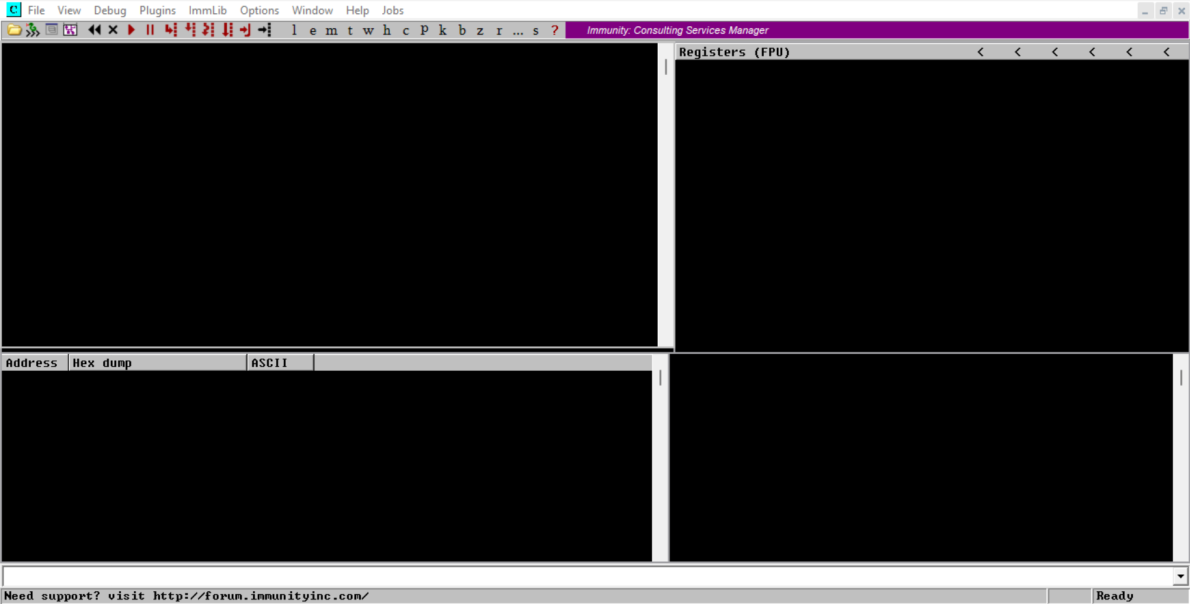 C File View Debug Plugins ImmLib Options Window Help Jobs
l e m t w h c P k b z r ... s ? Immunity: Consulting Services Manager
Registers (FPU) < < < < < <
Address Hex dump ASCII
Need support? visit http://forum.immunityinc.com/ Ready